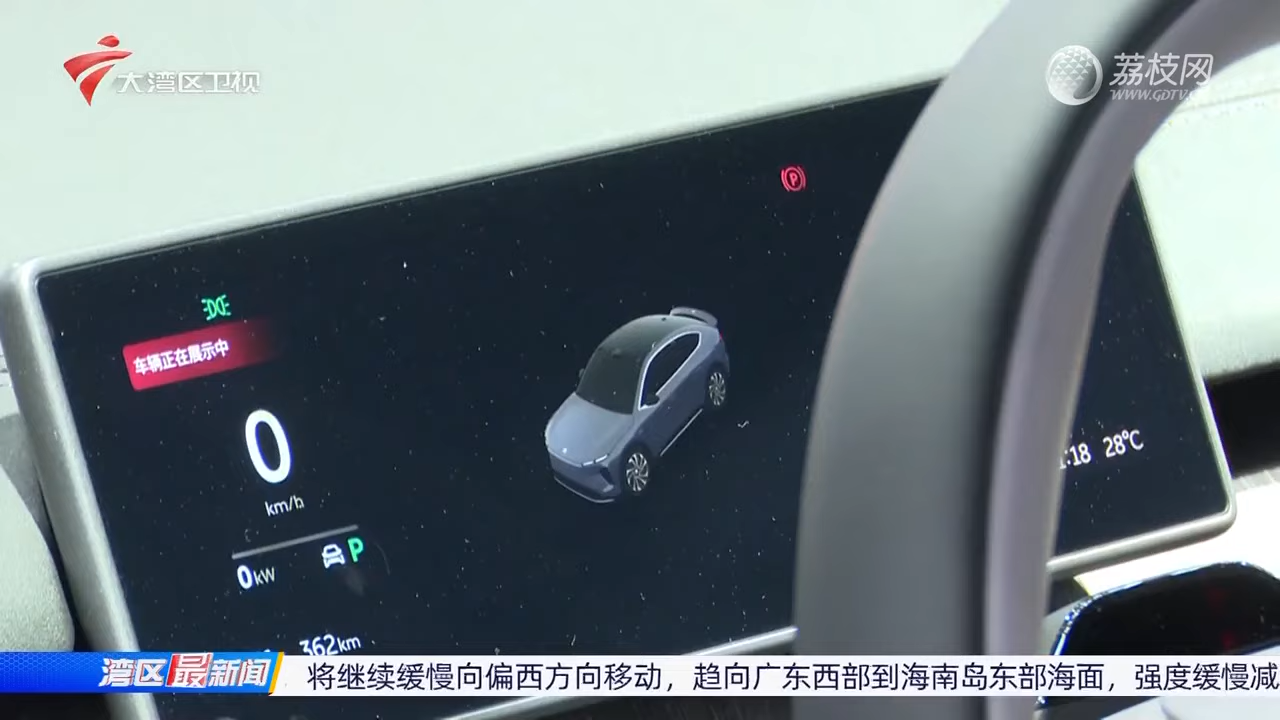 大湾区卫视
荔枝网
WWW.GDTV.
P
车辆正在展示中
0
km/h
0kW
P
362km
:18 28℃
湾区最新闻
将继续缓慢向偏西方向移动，趋向广东西部到海南岛东部海面，强度缓慢减